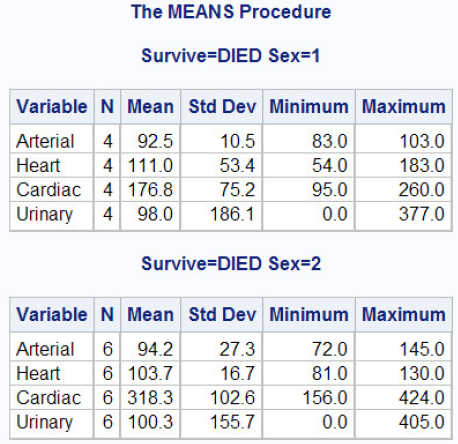 The MEANS Procedure
Survive=DIED Sex=1
Variable N Mean Std Dev Minimum Maximum
Arterial 4 92.5 10.5 83.0 103.0
Heart 4 111.0 53.4 54.0 183.0
Cardiac 4 176.8 75.2 95.0 260.0
Urinary 4 98.0 186.1 0.0 377.0
Survive=DIED Sex=2
Variable N Mean Std Dev Minimum Maximum
Arterial 6 94.2 27.3 72.0 145.0
Heart 6 103.7 16.7 81.0 130.0
Cardiac 6 318.3 102.6 156.0 424.0
Urinary 6 100.3 155.7 0.0 405.0